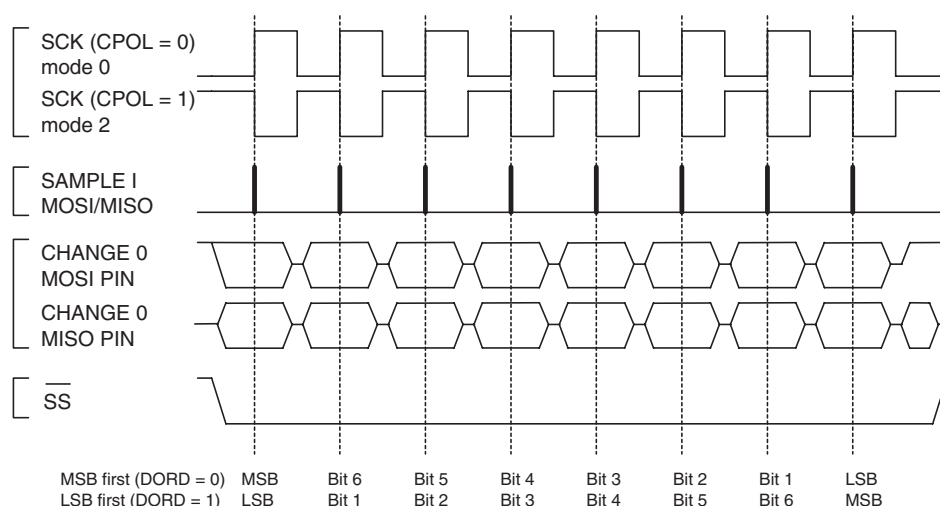 SCK (CPOL = 0)
mode 0
SCK (CPOL = 1)
mode 2
SAMPLE I
MOSI/MISO
CHANGE 0
MOSI PIN
CHANGE 0
MISO PIN
SS
MSB first (DORD = 0) MSB Bit 6 Bit 5 Bit 4 Bit 3 Bit 2 Bit 1 LSB
LSB first (DORD = 1) LSB Bit 1 Bit 2 Bit 3 Bit 4 Bit 5 Bit 6 MSB